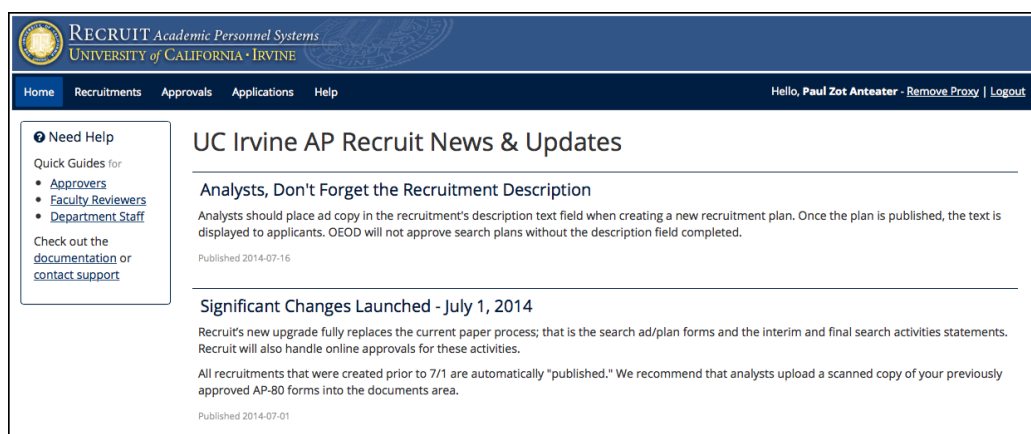 RECRUIT Academic Personnel Systems
UNIVERSITY of CALIFORNIA · IRVINE
Home Recruitments Approvals Applications Help Hello, Paul Zot Anteater - Remove Proxy | Logout
Need Help
Quick Guides for
• Approvers
• Faculty Reviewers
• Department Staff
Check out the
documentation or
contact support
UC Irvine AP Recruit News & Updates
Analysts, Don't Forget the Recruitment Description
Analysts should place ad copy in the recruitment's description text field when creating a new recruitment plan. Once the plan is published, the text is
displayed to applicants. OEOD will not approve search plans without the description field completed.
Published 2014-07-16
Significant Changes Launched - July 1, 2014
Recruit's new upgrade fully replaces the current paper process; that is the search ad/plan forms and the interim and final search activities statements.
Recruit will also handle online approvals for these activities.
All recruitments that were created prior to 7/1 are automatically "published." We recommend that analysts upload a scanned copy of your previously
approved AP-80 forms into the documents area.
Published 2014-07-01